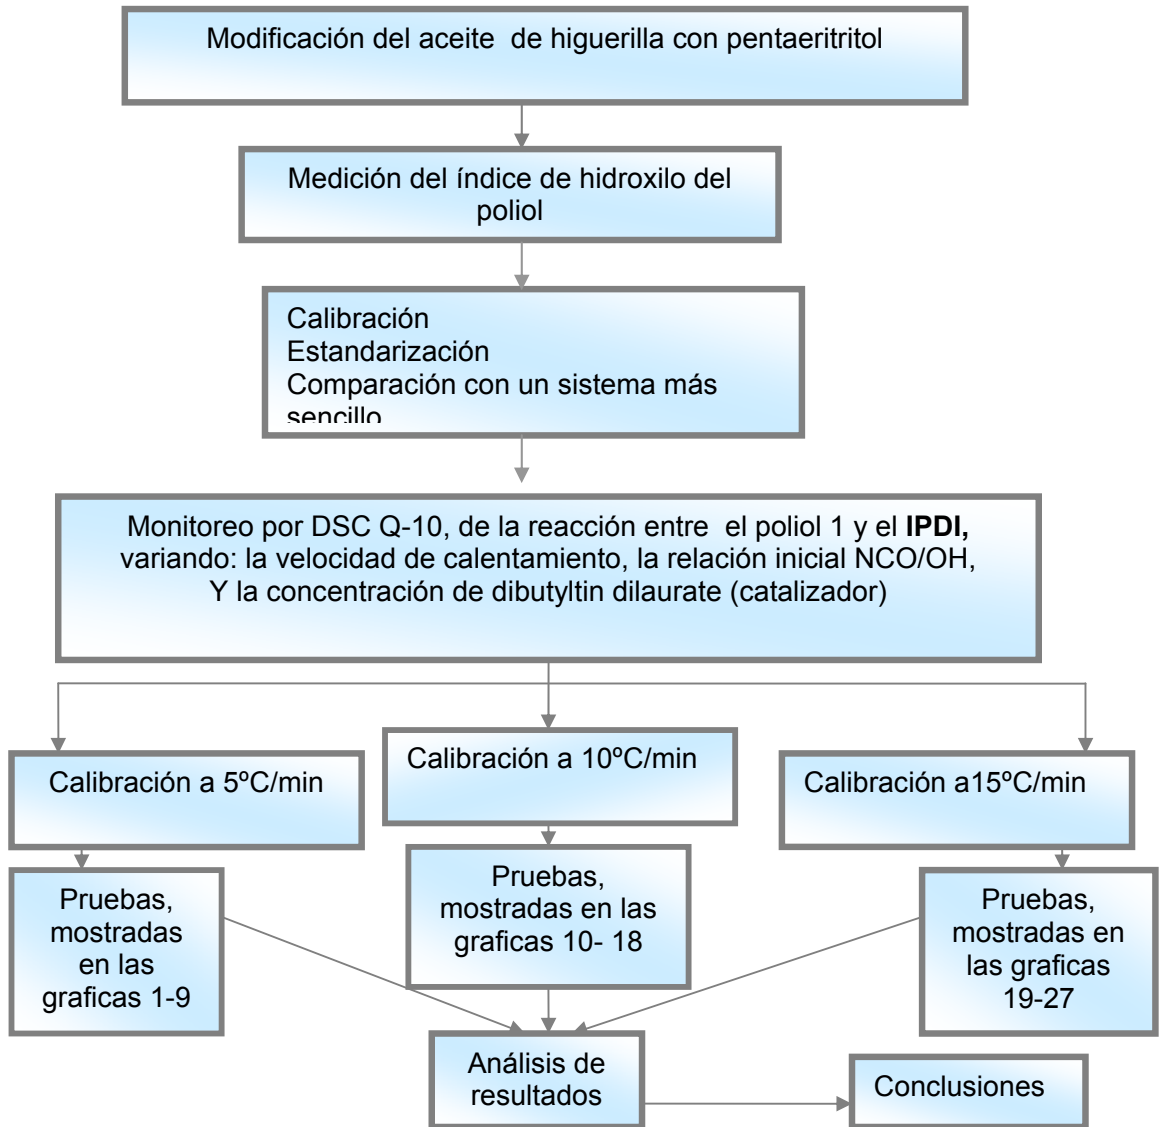 Modificación del aceite de higuerilla con pentaeritritol
Medición del índice de hidroxilo del
poliol
Calibración
Estandarización
Comparación con un sistema más
sencillo
Monitoreo por DSC Q-10, de la reacción entre el poliol 1 y el IPDI,
variando: la velocidad de calentamiento, la relación inicial NCO/OH,
Y la concentración de dibutyltin dilaurate (catalizador)
Calibración a 5ºC/min
Calibración a 10ºC/min
Calibración a15ºC/min
Pruebas,
mostradas
en las
graficas 1-9
Pruebas,
mostradas en las
graficas 10- 18
Pruebas,
mostradas en
las graficas
19-27
Análisis de
resultados
Conclusiones